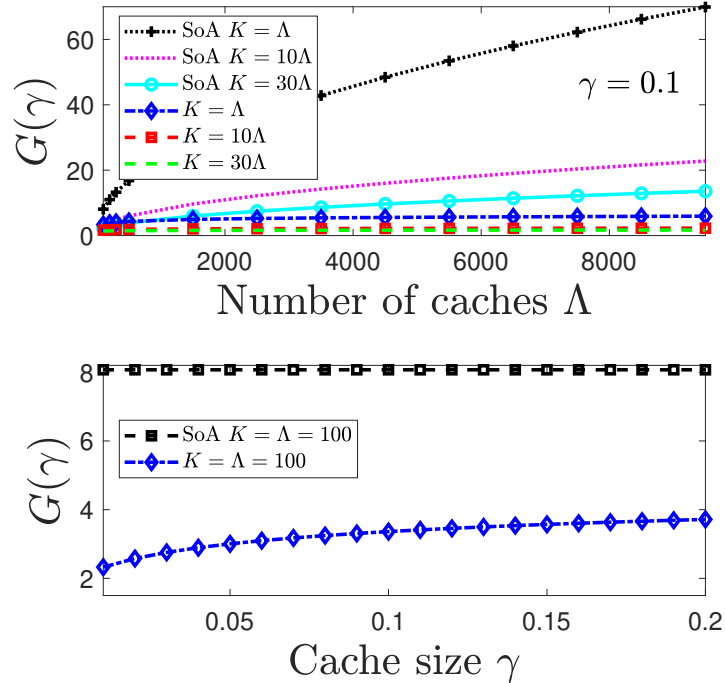 60
40
20
0
G(γ)
SoA K = Λ
SoA K = 10Λ
SoA K = 30Λ
K = Λ
K = 10Λ
K = 30Λ
γ = 0.1
2000 4000 6000 8000
Number of caches Λ
8
6
4
2
G(γ)
SoA K = Λ = 100
K = Λ = 100
0.05 0.1 0.15 0.2
Cache size γ